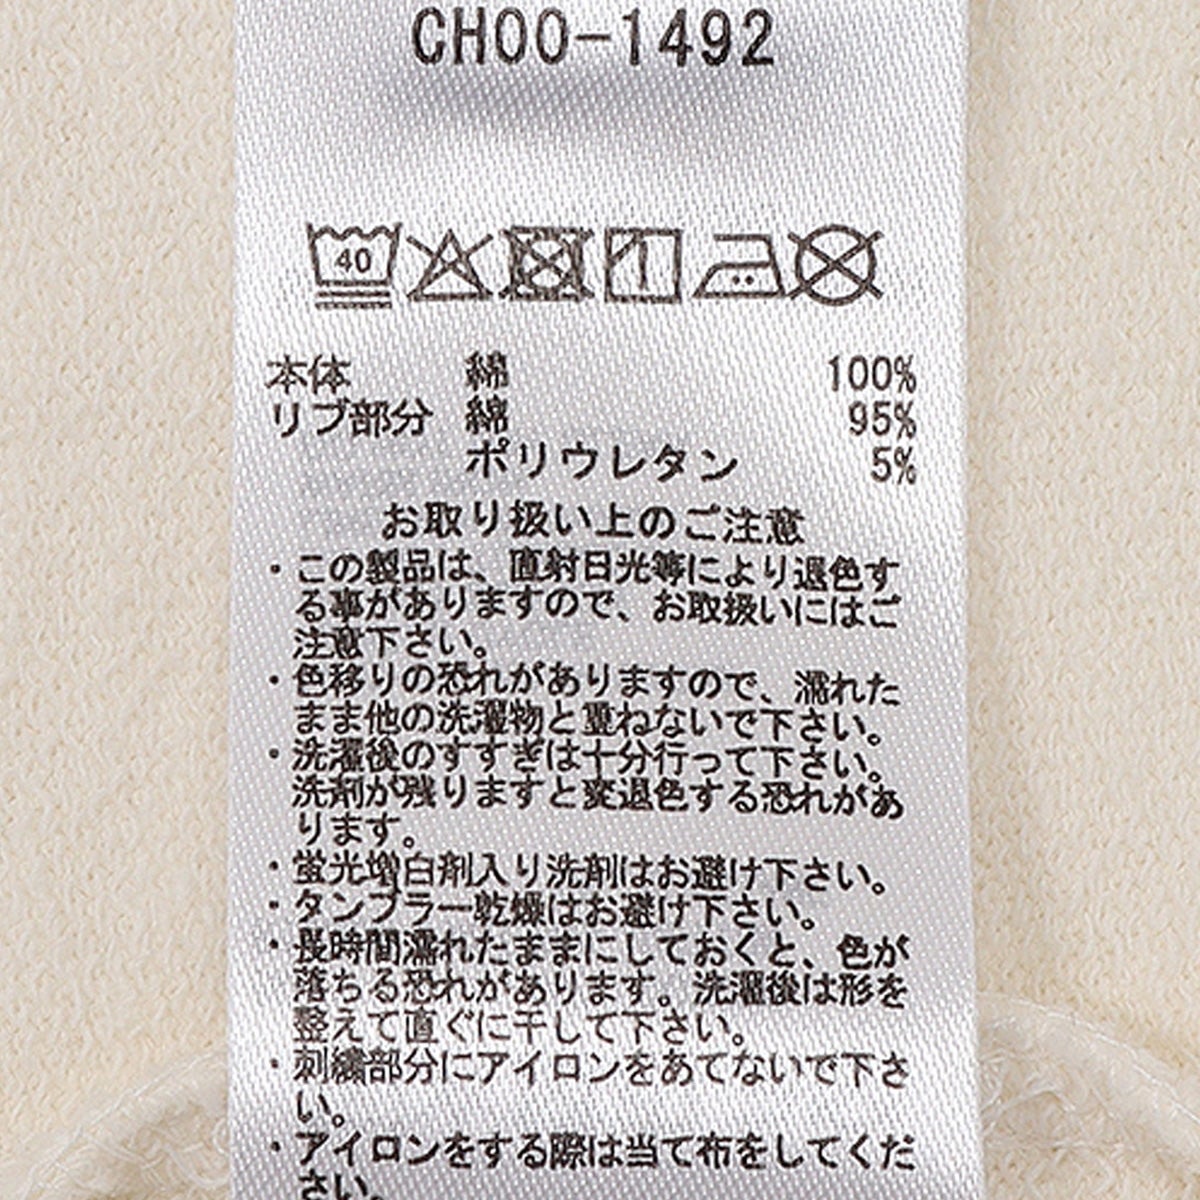 CH00-1492
40
本体 綿 100%
リブ部分 綿 95%
ポリウレタン 5%
お取り扱い上のご注意
・この製品は、直射日光等により退色す
る事がありますので、お取扱いにはご
注意下さい。
・色移りの恐れがありますので、濡れた
まま他の洗濯物と重ねないで下さい。
・洗濯後のすすぎは十分行って下さい。
洗剤が残りますと変退色する恐れがあ
ります。
・蛍光増白剤入り洗剤はお避け下さい。
・タンブラー乾燥はお避け下さい。
・長時間濡れたままにしておくと、色が
落ちる恐れがあります。洗濯後は形を
整えて直ぐに干して下さい。
・刺繍部分にアイロンをあてないで下さ
い。
・アイロンをする際は当て布をしてくだ
さい。